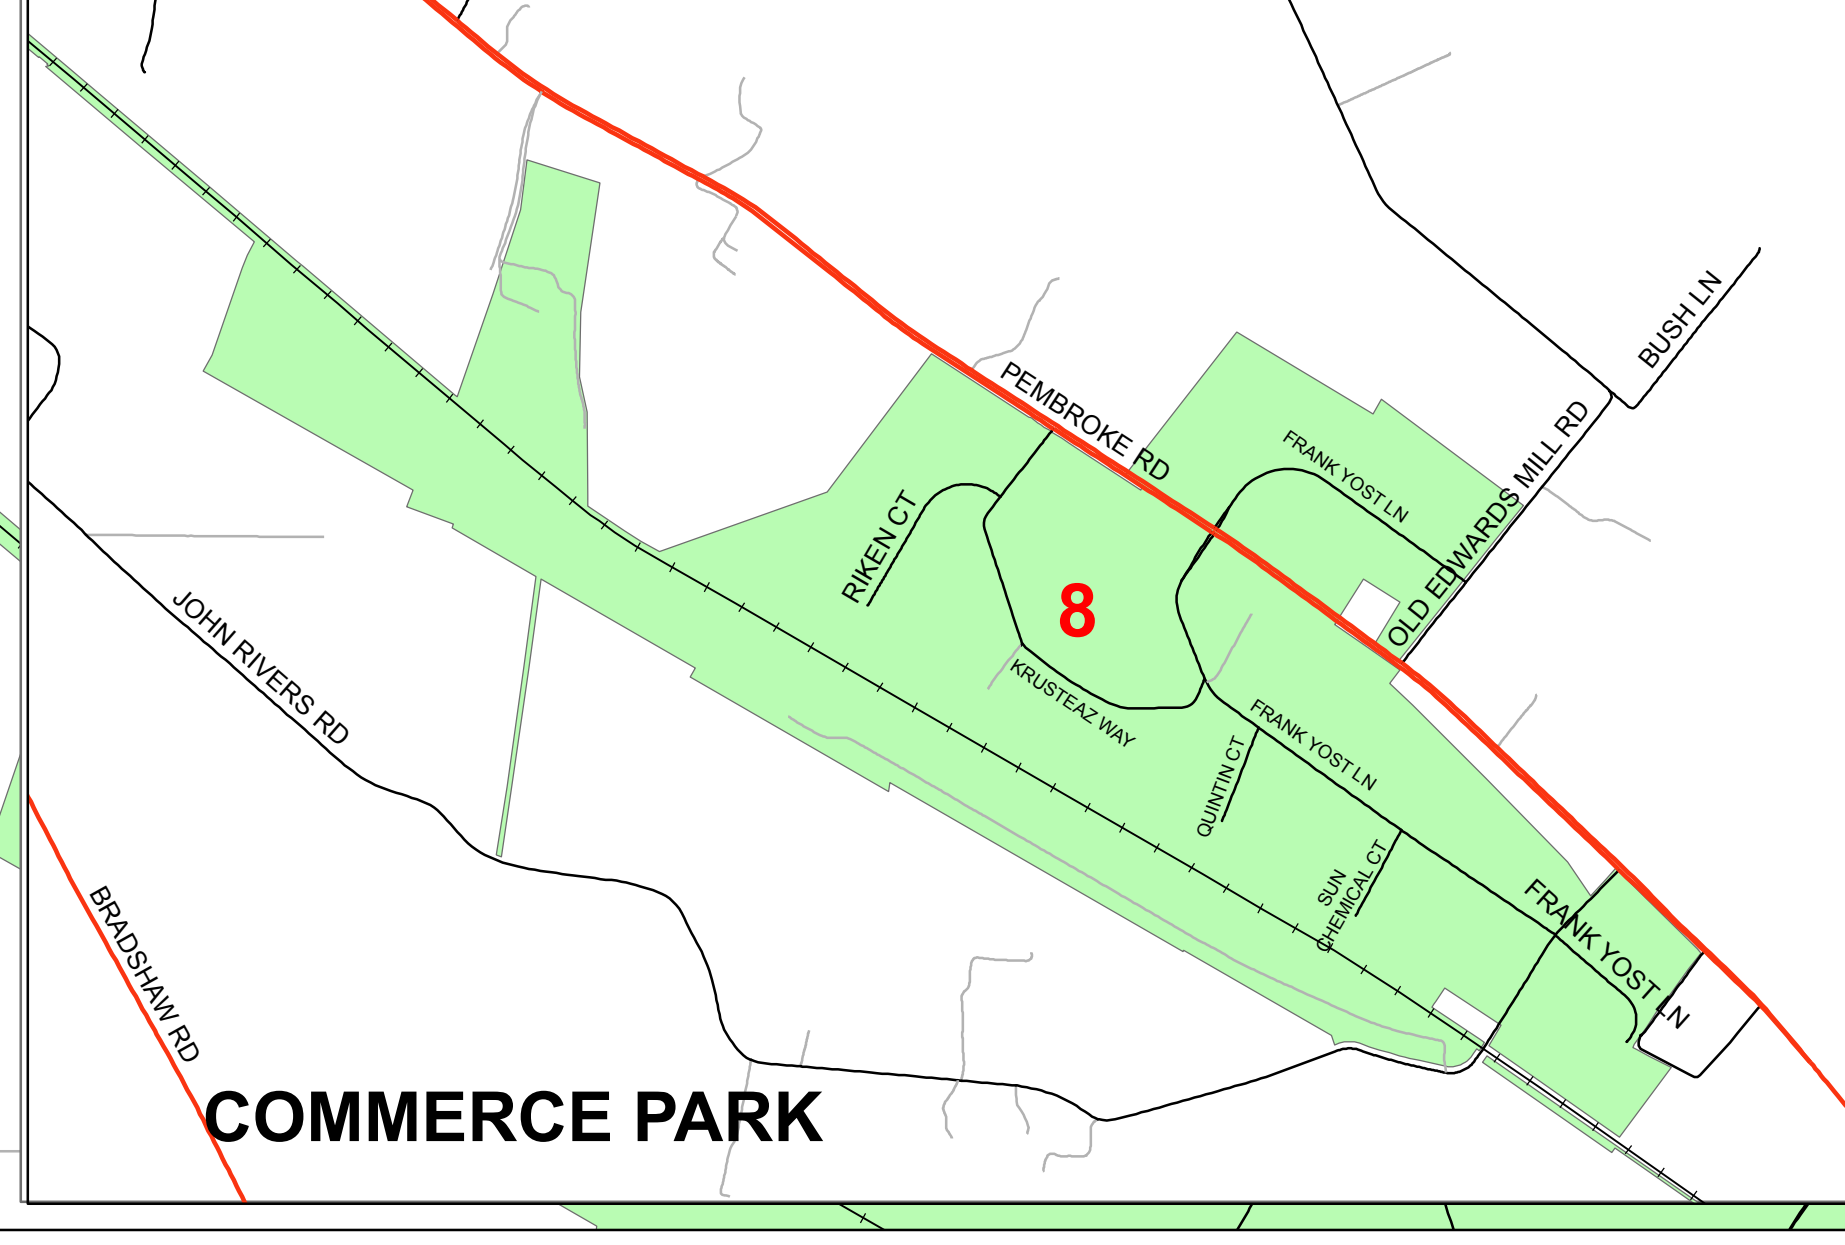 BUSH LN
PEMBROKE RD
FRANK YOST LN
OLD EDWARDS MILL RD
RIKEN CT
8
JOHN RIVERS RD
KRUSTEAZ WAY
FRANK YOST LN
QUINTIN CT
SUN
CHEMICAL CT
FRANK YOST LN
BRADSHAW RD
COMMERCE PARK